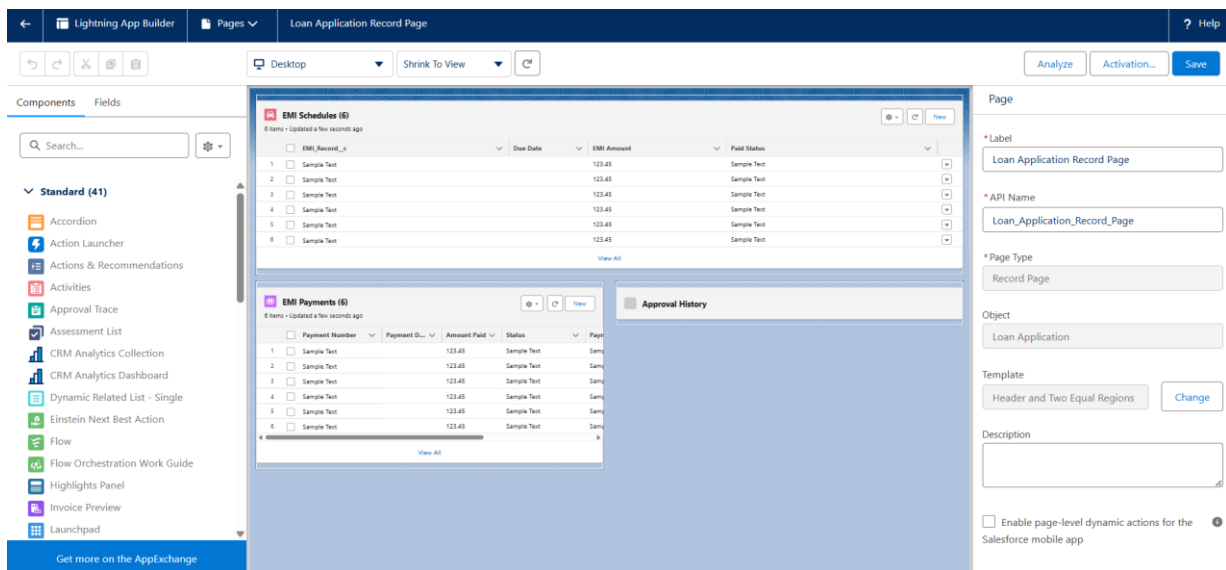 Lightning App Builder Pages Loan Application Record Page ? Help
Desktop Shrink To View Analyze Activation... Save
Components Fields
Search...
Standard (41)
Accordion
Action Launcher
Actions & Recommendations
Activities
Approval Trace
Assessment List
CRM Analytics Collection
CRM Analytics Dashboard
Dynamic Related List - Single
Einstein Next Best Action
Flow
Flow Orchestration Work Guide
Highlights Panel
Invoice Preview
Launchpad
Get more on the AppExchange
EMI Schedules (6)
6 items • Updated a few seconds ago
New
EMI_Record__c Due Date EMI Amount Paid Status
1 Sample Text 123.45 Sample Text
2 Sample Text 123.45 Sample Text
3 Sample Text 123.45 Sample Text
4 Sample Text 123.45 Sample Text
5 Sample Text 123.45 Sample Text
6 Sample Text 123.45 Sample Text
View All
EMI Payments (6)
6 items • Updated a few seconds ago
New
Payment Number Payment D... Amount Paid Status Payn
1 Sample Text 123.45 Sample Text Samp
2 Sample Text 123.45 Sample Text Samp
3 Sample Text 123.45 Sample Text Samp
4 Sample Text 123.45 Sample Text Samp
5 Sample Text 123.45 Sample Text Samp
6 Sample Text 123.45 Sample Text Samp
View All
Approval History
Page
*Label
Loan Application Record Page
*API Name
Loan_Application_Record_Page
*Page Type
Record Page
Object
Loan Application
Template
Header and Two Equal Regions Change
Description
Enable page-level dynamic actions for the
Salesforce mobile app